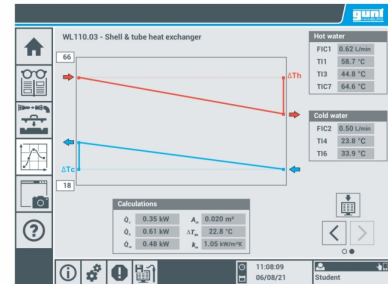 gunt
WL110.03 - Shell & tube heat exchanger
66
ΔTh
ΔTc
18
Hot water
FIC1 0.62 L/min
TI1 58.7 °C
TI3 44.8 °C
TIC7 64.6 °C
Cold water
FIC2 0.50 L/min
TI4 23.8 °C
TI6 33.9 °C
Calculations
0.35 kW 0.020 m²
0.61 kW 22.8 °C
0.48 kW 1.05 kW/m²K
11:08:09
06/08/21
Student